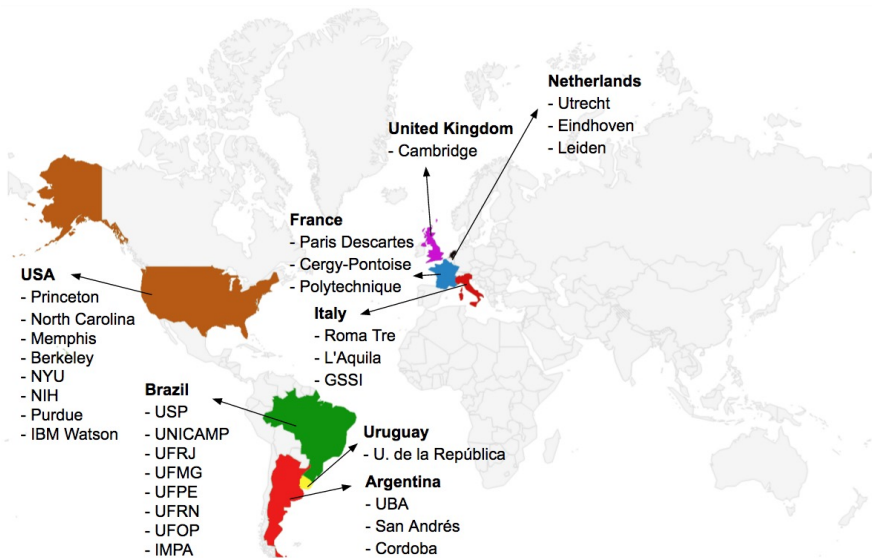 Netherlands
- Utrecht
- Eindhoven
- Leiden
United Kingdom
- Cambridge
France
- Paris Descartes
- Cergy-Pontoise
- Polytechnique
Italy
- Roma Tre
- L'Aquila
- GSSI
USA
- Princeton
- North Carolina
- Memphis
- Berkeley
- NYU
- NIH
- Purdue
- IBM Watson
Brazil
- USP
- UNICAMP
- UFRJ
- UFMG
- UFPE
- UFRN
- UFOP
- IMPA
Uruguay
- U. de la República
Argentina
- UBA
- San Andrés
- Cordoba